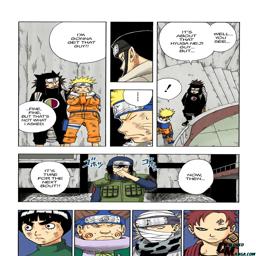 WELL...
YOU
SEE...
IT'S
ABOUT
THAT
HYUGA NEJI
GUY...
...!
I'M
GONNA
GET THAT
GUY!!
...FINE,
FINE,
BUT THAT'S
NOT WHAT
I ASKED.
NOW,
THEN...
IT'S
TIME FOR
THE NEXT
BOUT!!